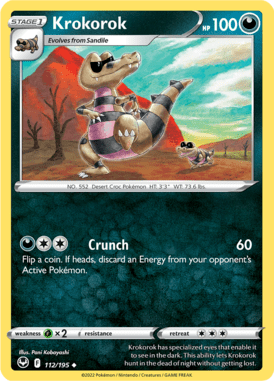 STAGE 1
Krokorok
HP 100
Evolves from Sandile
NO. 552 Desert Croc Pokémon HT: 3'3" WT: 73.6 lbs.
Crunch 60
Flip a coin. If heads, discard an Energy from your opponent's
Active Pokémon.
weakness ×2 resistance retreat
Illus. Pani Kobayashi
112/195
Krokorok has specialized eyes that enable it
to see in the dark. This ability lets Krokorok
hunt in the dead of night without getting lost.
©2022 Pokémon / Nintendo / Creatures / GAME FREAK